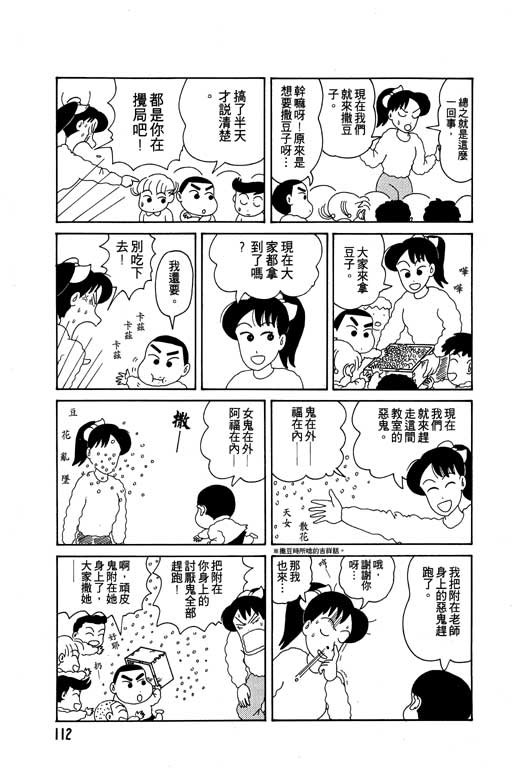 總之就是這麼
一回事，
現在我們
就來撒豆
子。
幹嘛呀！原來是
想要撒豆子呀…
搞了半天
才說清楚
。
都是你在
攪局吧！
大家來拿
豆子。
嘩
嘩
現在大
家都拿
到了嗎
？
我還要。
卡茲
卡茲
卡茲
別吃下
去！
現在
我們
就來趕
走這間
教室的
惡鬼。
鬼在外
福在內──
天女
散花
※撒豆時所唸的吉祥話。
女鬼在外
阿福在內──
撒──
豆
花
亂
墜
我把附在老師
身上的惡鬼趕
跑了。
哦，
謝謝你
呀…
那我
也來…
把附在
你身上的
討厭鬼全部
趕跑！
啊，頑皮
鬼附在她
身上了，
大家撒她
好耶
扔
112